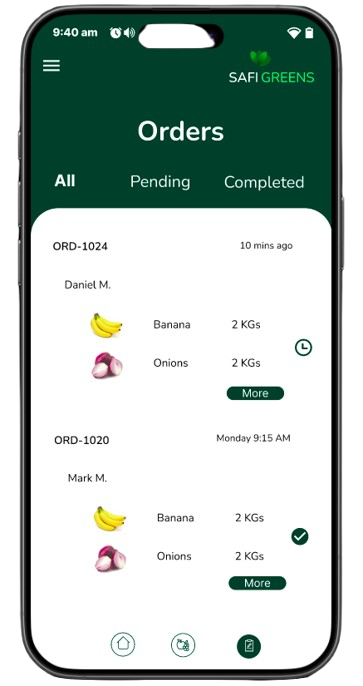 9:40 am
SAFI GREENS
Orders
All Pending Completed
ORD-1024 10 mins ago
Daniel M.
Banana 2 KGs
Onions 2 KGs
More
ORD-1020 Monday 9:15 AM
Mark M.
Banana 2 KGs
Onions 2 KGs
More